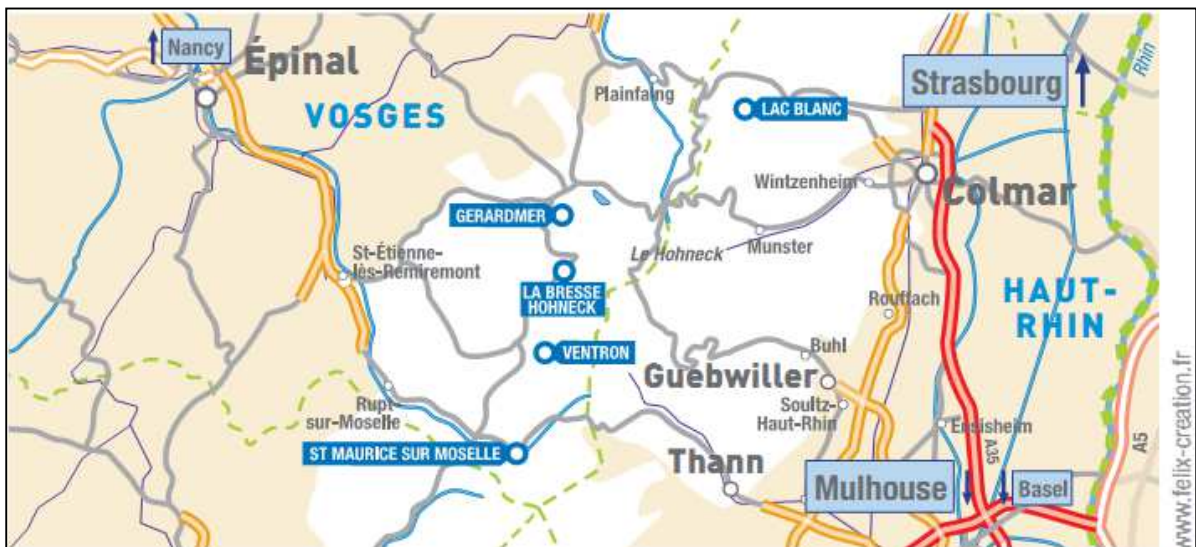 Nancy
Épinal
VOSGES
Plainfaing
LAC BLANC
Strasbourg
Rhin
Wintzenheim
Colmar
GERARDMER
Le Hohneck
Munster
St-Étienne-
lès-Remiremont
LA BRESSE
HOHNECK
Rouffach
HAUT-
RHIN
VENTRON
Buhl
Guebwiller
Soultz-
Haut-Rhin
Rupt-
sur-Moselle
Ensisheim
A35
A5
ST MAURICE SUR MOSELLE
Thann
Mulhouse
Basel
www.felix-creation.fr